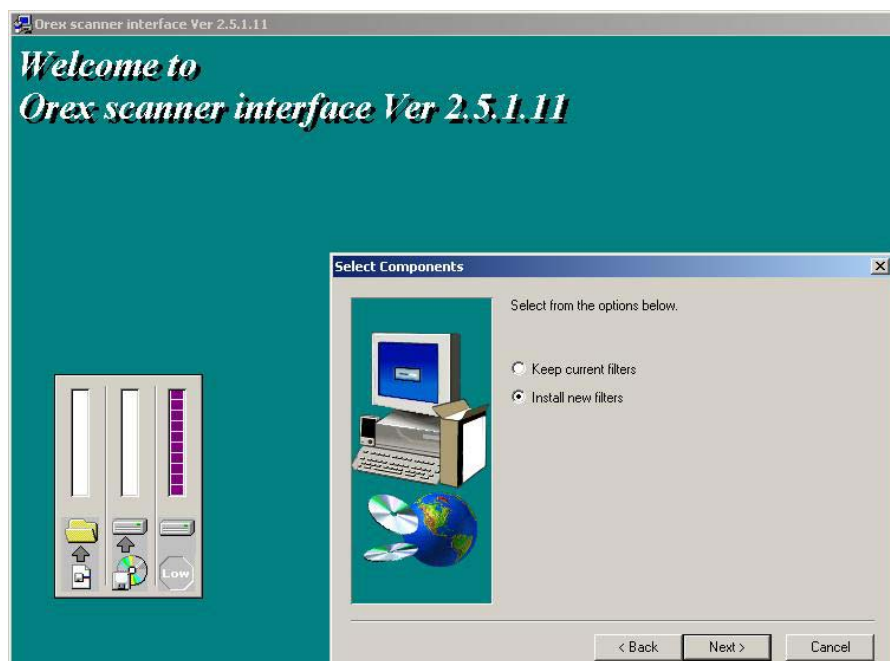 Orex scanner interface Ver 2.5.1.11
Welcome to
Orex scanner interface Ver 2.5.1.11
Select Components
Select from the options below.
Keep current filters
Install new filters
Low
< Back
Next >
Cancel